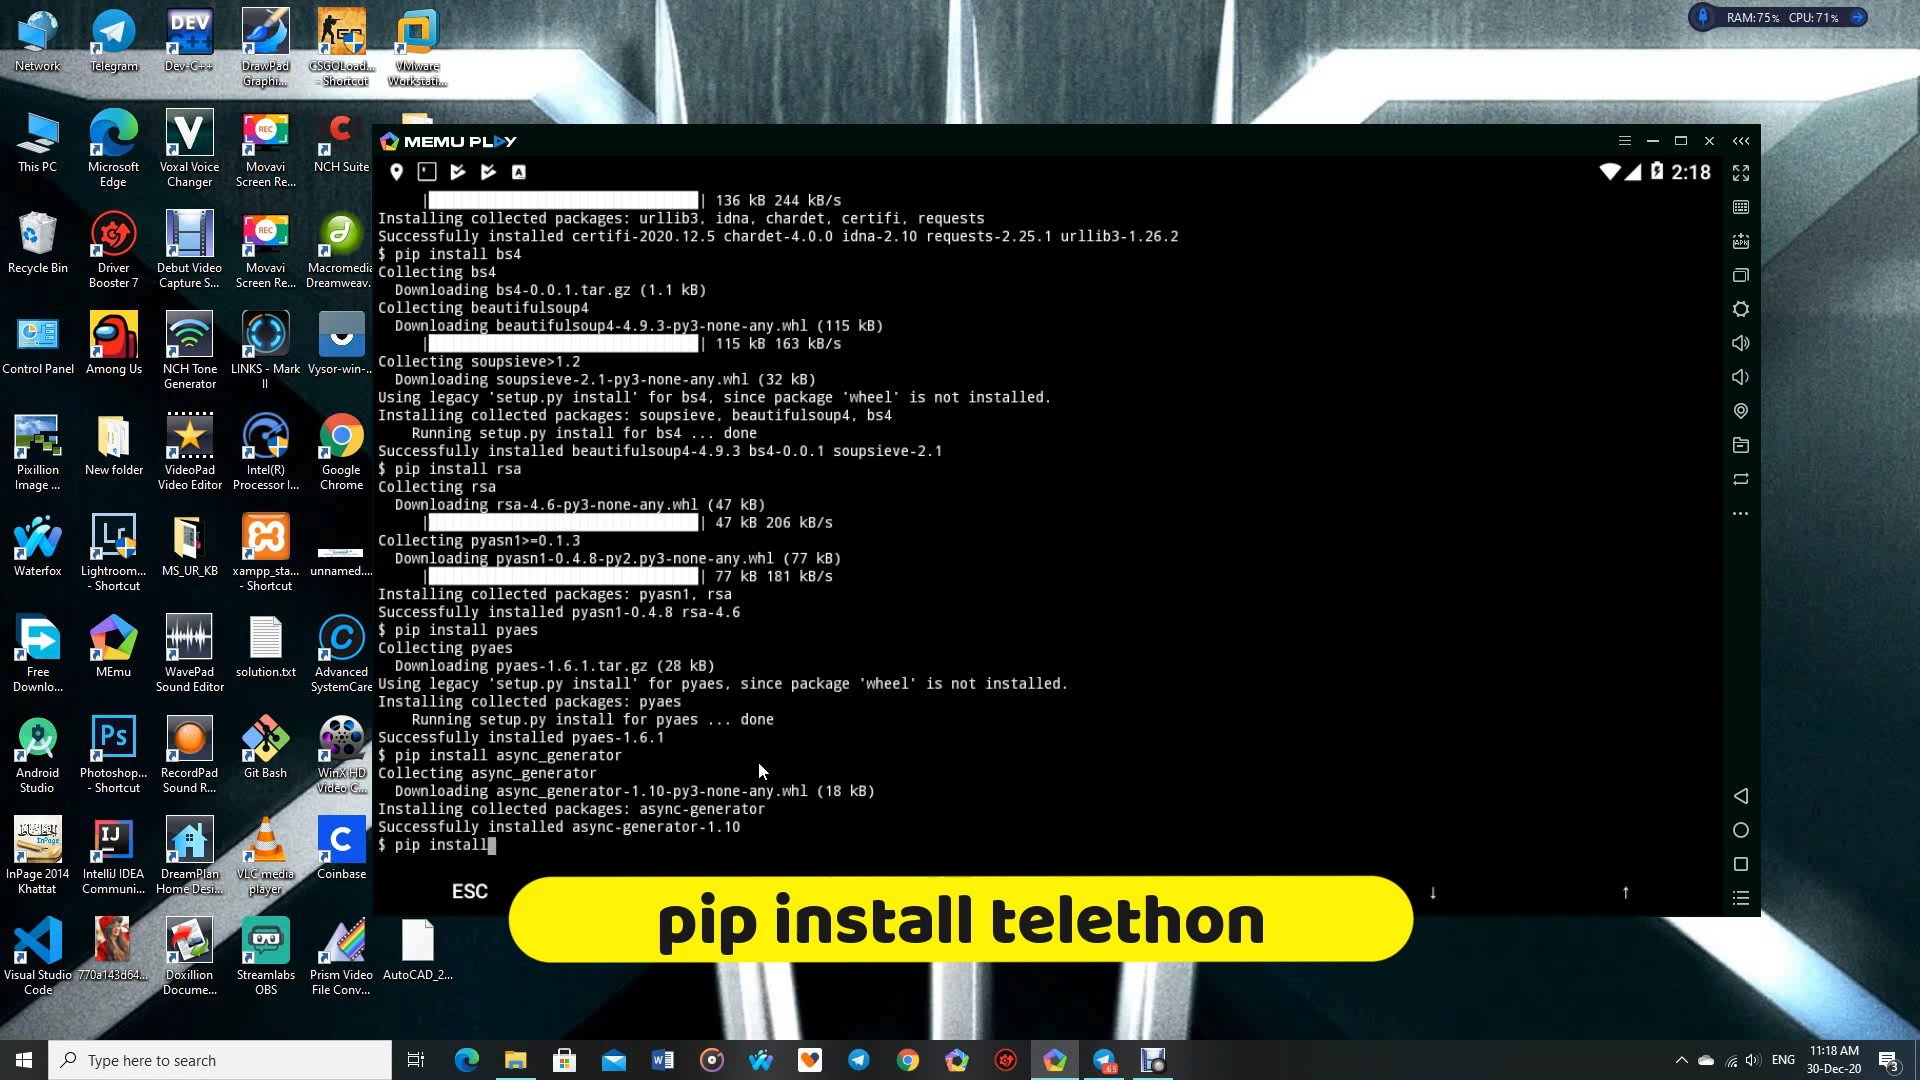 RAM:75% CPU:71%
Network
Telegram
Dev-C++
DrawPad Graphi...
CSGOLoad... - Shortcut
VMware Workstati...
This PC
Microsoft Edge
Voxal Voice Changer
Movavi Screen Re...
NCH Suite
Recycle Bin
Driver Booster 7
Debut Video Capture S...
Movavi Screen Re...
Macromedia Dreamweav...
Control Panel
Among Us
NCH Tone Generator
LINKS - Mark II
Vysor-win-...
Pixillion Image ...
New folder
VideoPad Video Editor
Intel(R) Processor I...
Google Chrome
Waterfox
Lightroom... - Shortcut
MS_UR_KB
xampp_sta... - Shortcut
unnamed....
Free Downlo...
MEmu
WavePad Sound Editor
solution.txt
Advanced SystemCare
Android Studio
Photoshop... - Shortcut
RecordPad Sound R...
Git Bash
WinX HD Video C...
InPage 2014 Khattat
IntelliJ IDEA Communi...
DreamPlan Home Desi...
VLC media player
Coinbase
Visual Studio Code
770a143d64...
Doxillion Docume...
Streamlabs OBS
Prism Video File Conv...
AutoCAD_2...
MEMU PLAY
2:18
| 136 kB 244 kB/s
Installing collected packages: urllib3, idna, chardet, certifi, requests
Successfully installed certifi-2020.12.5 chardet-4.0.0 idna-2.10 requests-2.25.1 urllib3-1.26.2
$ pip install bs4
Collecting bs4
Downloading bs4-0.0.1.tar.gz (1.1 kB)
Collecting beautifulsoup4
Downloading beautifulsoup4-4.9.3-py3-none-any.whl (115 kB)
| 115 kB 163 kB/s
Collecting soupsieve>1.2
Downloading soupsieve-2.1-py3-none-any.whl (32 kB)
Using legacy 'setup.py install' for bs4, since package 'wheel' is not installed.
Installing collected packages: soupsieve, beautifulsoup4, bs4
Running setup.py install for bs4 ... done
Successfully installed beautifulsoup4-4.9.3 bs4-0.0.1 soupsieve-2.1
$ pip install rsa
Collecting rsa
Downloading rsa-4.6-py3-none-any.whl (47 kB)
| 47 kB 206 kB/s
Collecting pyasn1>=0.1.3
Downloading pyasn1-0.4.8-py2.py3-none-any.whl (77 kB)
| 77 kB 181 kB/s
Installing collected packages: pyasn1, rsa
Successfully installed pyasn1-0.4.8 rsa-4.6
$ pip install pyaes
Collecting pyaes
Downloading pyaes-1.6.1.tar.gz (28 kB)
Using legacy 'setup.py install' for pyaes, since package 'wheel' is not installed.
Installing collected packages: pyaes
Running setup.py install for pyaes ... done
Successfully installed pyaes-1.6.1
$ pip install async_generator
Collecting async_generator
Downloading async_generator-1.10-py3-none-any.whl (18 kB)
Installing collected packages: async-generator
Successfully installed async-generator-1.10
$ pip install
ESC ↓ ↑
pip install telethon
Type here to search
ENG
11:18 AM
30-Dec-20